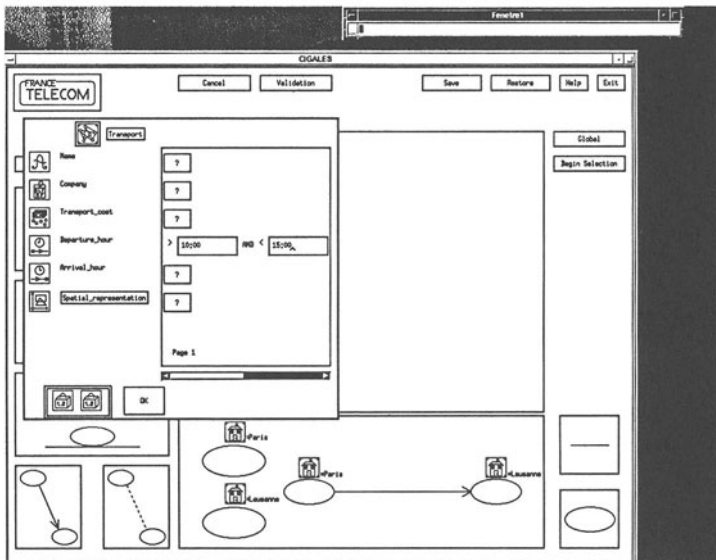 Fenetre1
CIGALES
FRANCE
TELECOM
Cancel
Validation
Save
Restore
Help
Exit
Transport
Global
Begin Selection
Name
?
Company
?
Transport_cost
?
Departure_hour
> 10:00 AND < 15:00
Arrival_hour
?
Spatial_representation
?
Page 1
OK
=Paris
=Paris
=Lausanne
=Lausanne